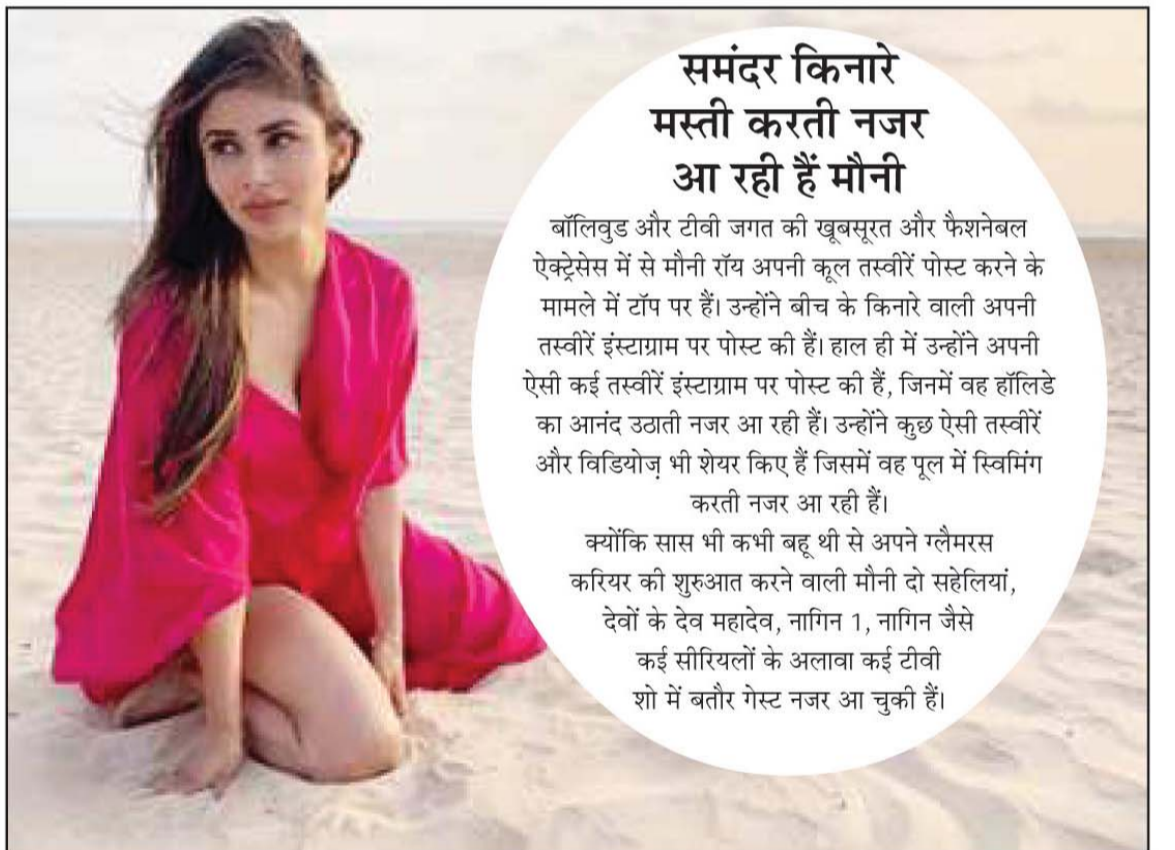 समंदर किनारे
मस्ती करती नजर
आ रही हैं मौनी
बॉलिवुड और टीवी जगत की खूबसूरत और फैशनेबल
ऐक्ट्रेसेस में से मौनी रॉय अपनी कूल तस्वीरें पोस्ट करने के
मामले में टॉप पर हैं। उन्होंने बीच के किनारे वाली अपनी
तस्वीरें इंस्टाग्राम पर पोस्ट की हैं। हाल ही में उन्होंने अपनी
ऐसी कई तस्वीरें इंस्टाग्राम पर पोस्ट की हैं, जिनमें वह हॉलिडे
का आनंद उठाती नजर आ रही हैं। उन्होंने कुछ ऐसी तस्वीरें
और विडियोज़ भी शेयर किए हैं जिसमें वह पूल में स्विमिंग
करती नजर आ रही हैं।
क्योंकि सास भी कभी बहू थी से अपने ग्लैमरस
करियर की शुरुआत करने वाली मौनी दो सहेलियां,
देवों के देव महादेव, नागिन 1, नागिन जैसे
कई सीरियलों के अलावा कई टीवी
शो में बतौर गेस्ट नजर आ चुकी हैं।